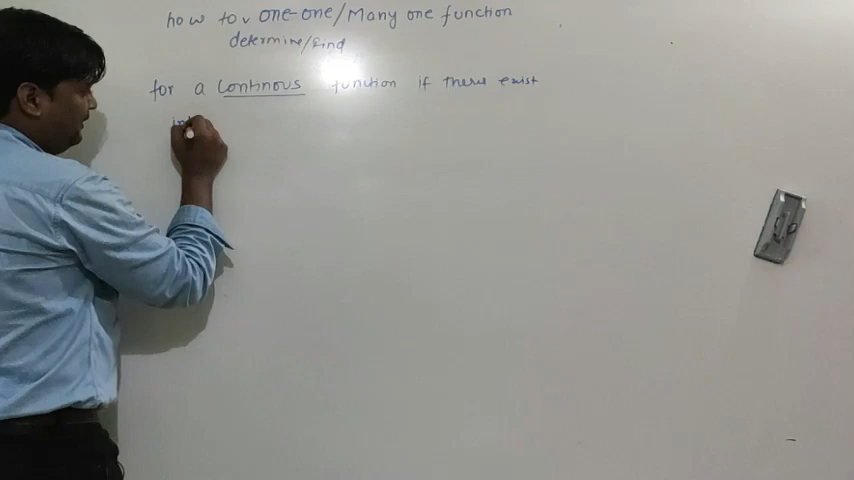 how to one-one/Many one function
determine/find
for a continous function if there exist